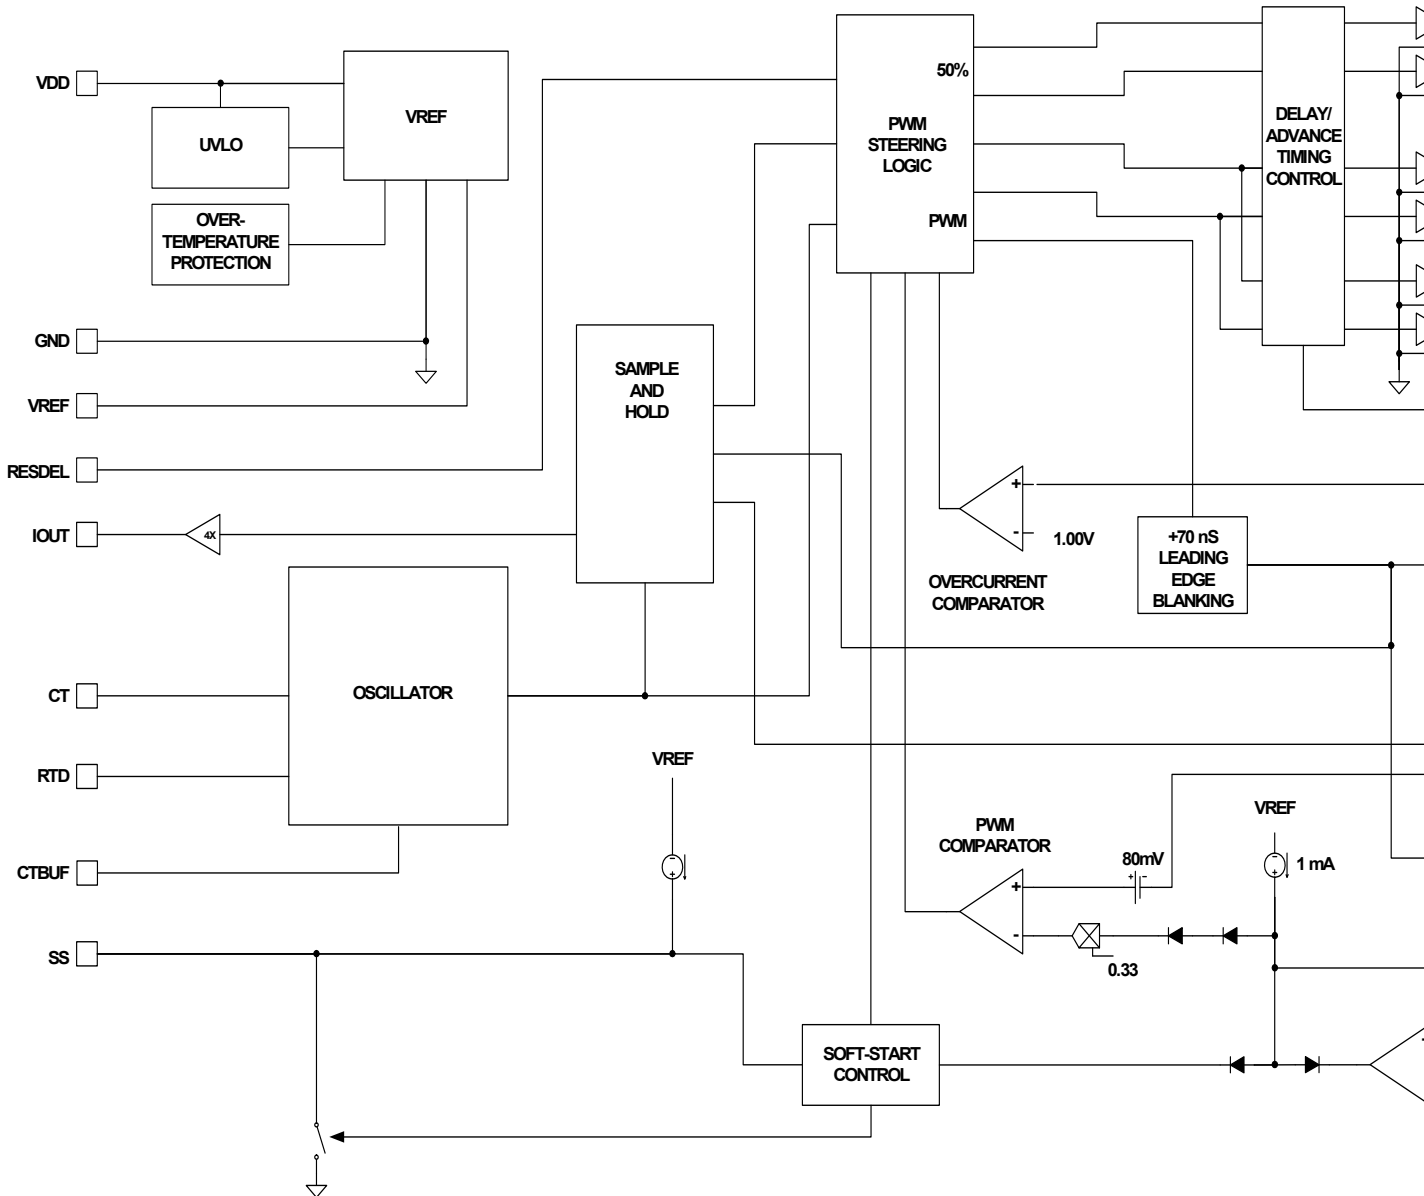 VDD
UVLO
VREF
OVER-
TEMPERATURE
PROTECTION
GND
VREF
RESDEL
IOUT
4X
CT
RTD
CTBUF
SS
OSCILLATOR
SAMPLE
AND
HOLD
VREF
50%
PWM
STEERING
LOGIC
PWM
DELAY/
ADVANCE
TIMING
CONTROL
+
-
1.00V
OVERCURRENT
COMPARATOR
+70 nS
LEADING
EDGE
BLANKING
PWM
COMPARATOR
+
-
80mV
+
-
0.33
VREF
1 mA
-
+
-
+
SOFT-START
CONTROL